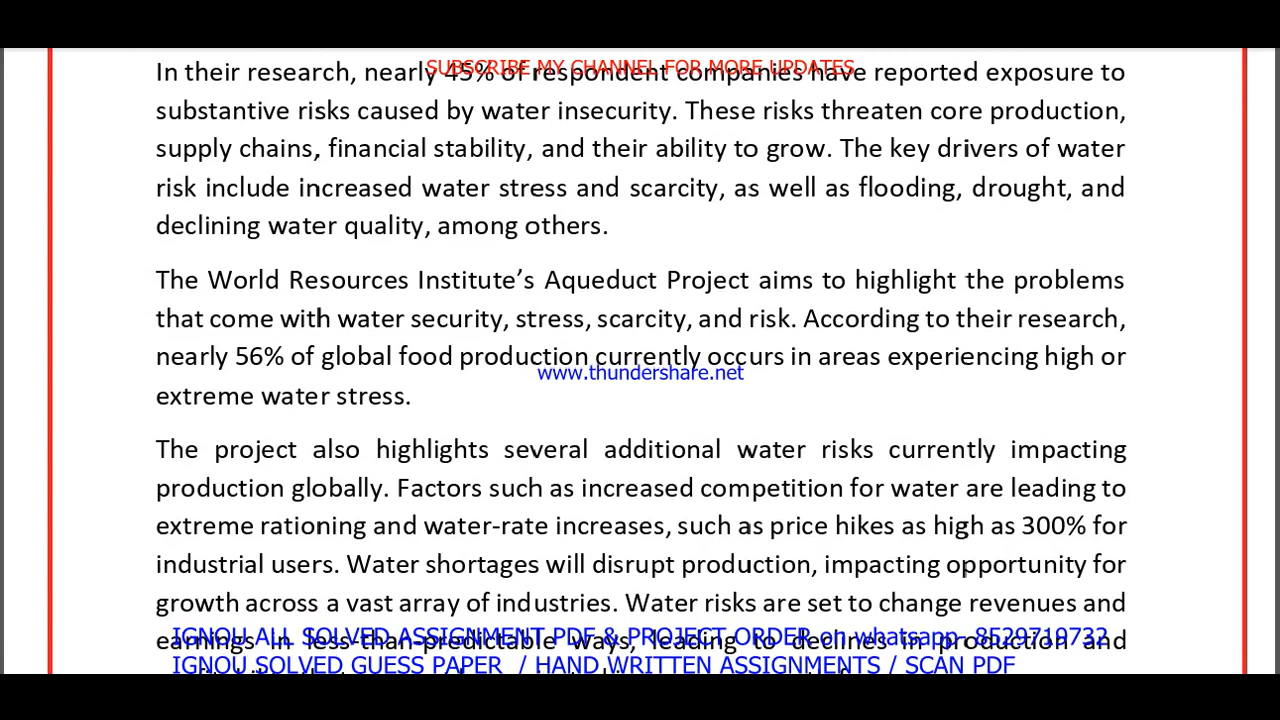 In their research, nearly 45% of respondent companies have reported exposure to
SUBSCRIBE MY CHANNEL FOR MORE UPDATES
substantive risks caused by water insecurity. These risks threaten core production,
supply chains, financial stability, and their ability to grow. The key drivers of water
risk include increased water stress and scarcity, as well as flooding, drought, and
declining water quality, among others.
The World Resources Institute’s Aqueduct Project aims to highlight the problems
that come with water security, stress, scarcity, and risk. According to their research,
nearly 56% of global food production currently occurs in areas experiencing high or
www.thundershare.net
extreme water stress.
The project also highlights several additional water risks currently impacting
production globally. Factors such as increased competition for water are leading to
extreme rationing and water-rate increases, such as price hikes as high as 300% for
industrial users. Water shortages will disrupt production, impacting opportunity for
growth across a vast array of industries. Water risks are set to change revenues and
earnings in less-than-predictable ways, leading to declines in production and
IGNOU ALL SOLVED ASSIGNMENT PDF & PROJECT ORDER on whatsapp- 8529719732
IGNOU SOLVED GUESS PAPER / HAND WRITTEN ASSIGNMENTS / SCAN PDF